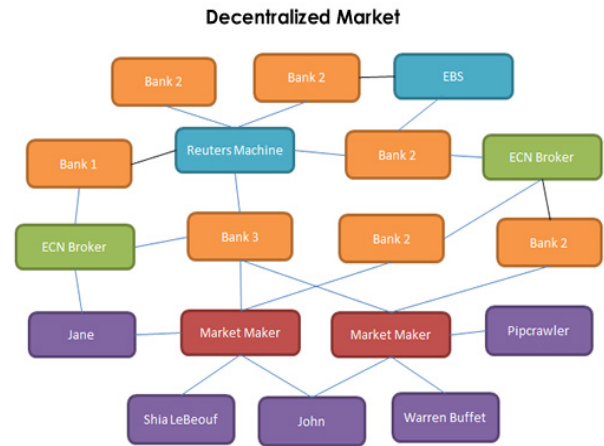 Decentralized Market
Bank 2
Bank 2
EBS
Bank 1
Reuters Machine
Bank 2
ECN Broker
ECN Broker
Bank 3
Bank 2
Bank 2
Jane
Market Maker
Market Maker
Pipcrawler
Shia LeBeouf
John
Warren Buffet